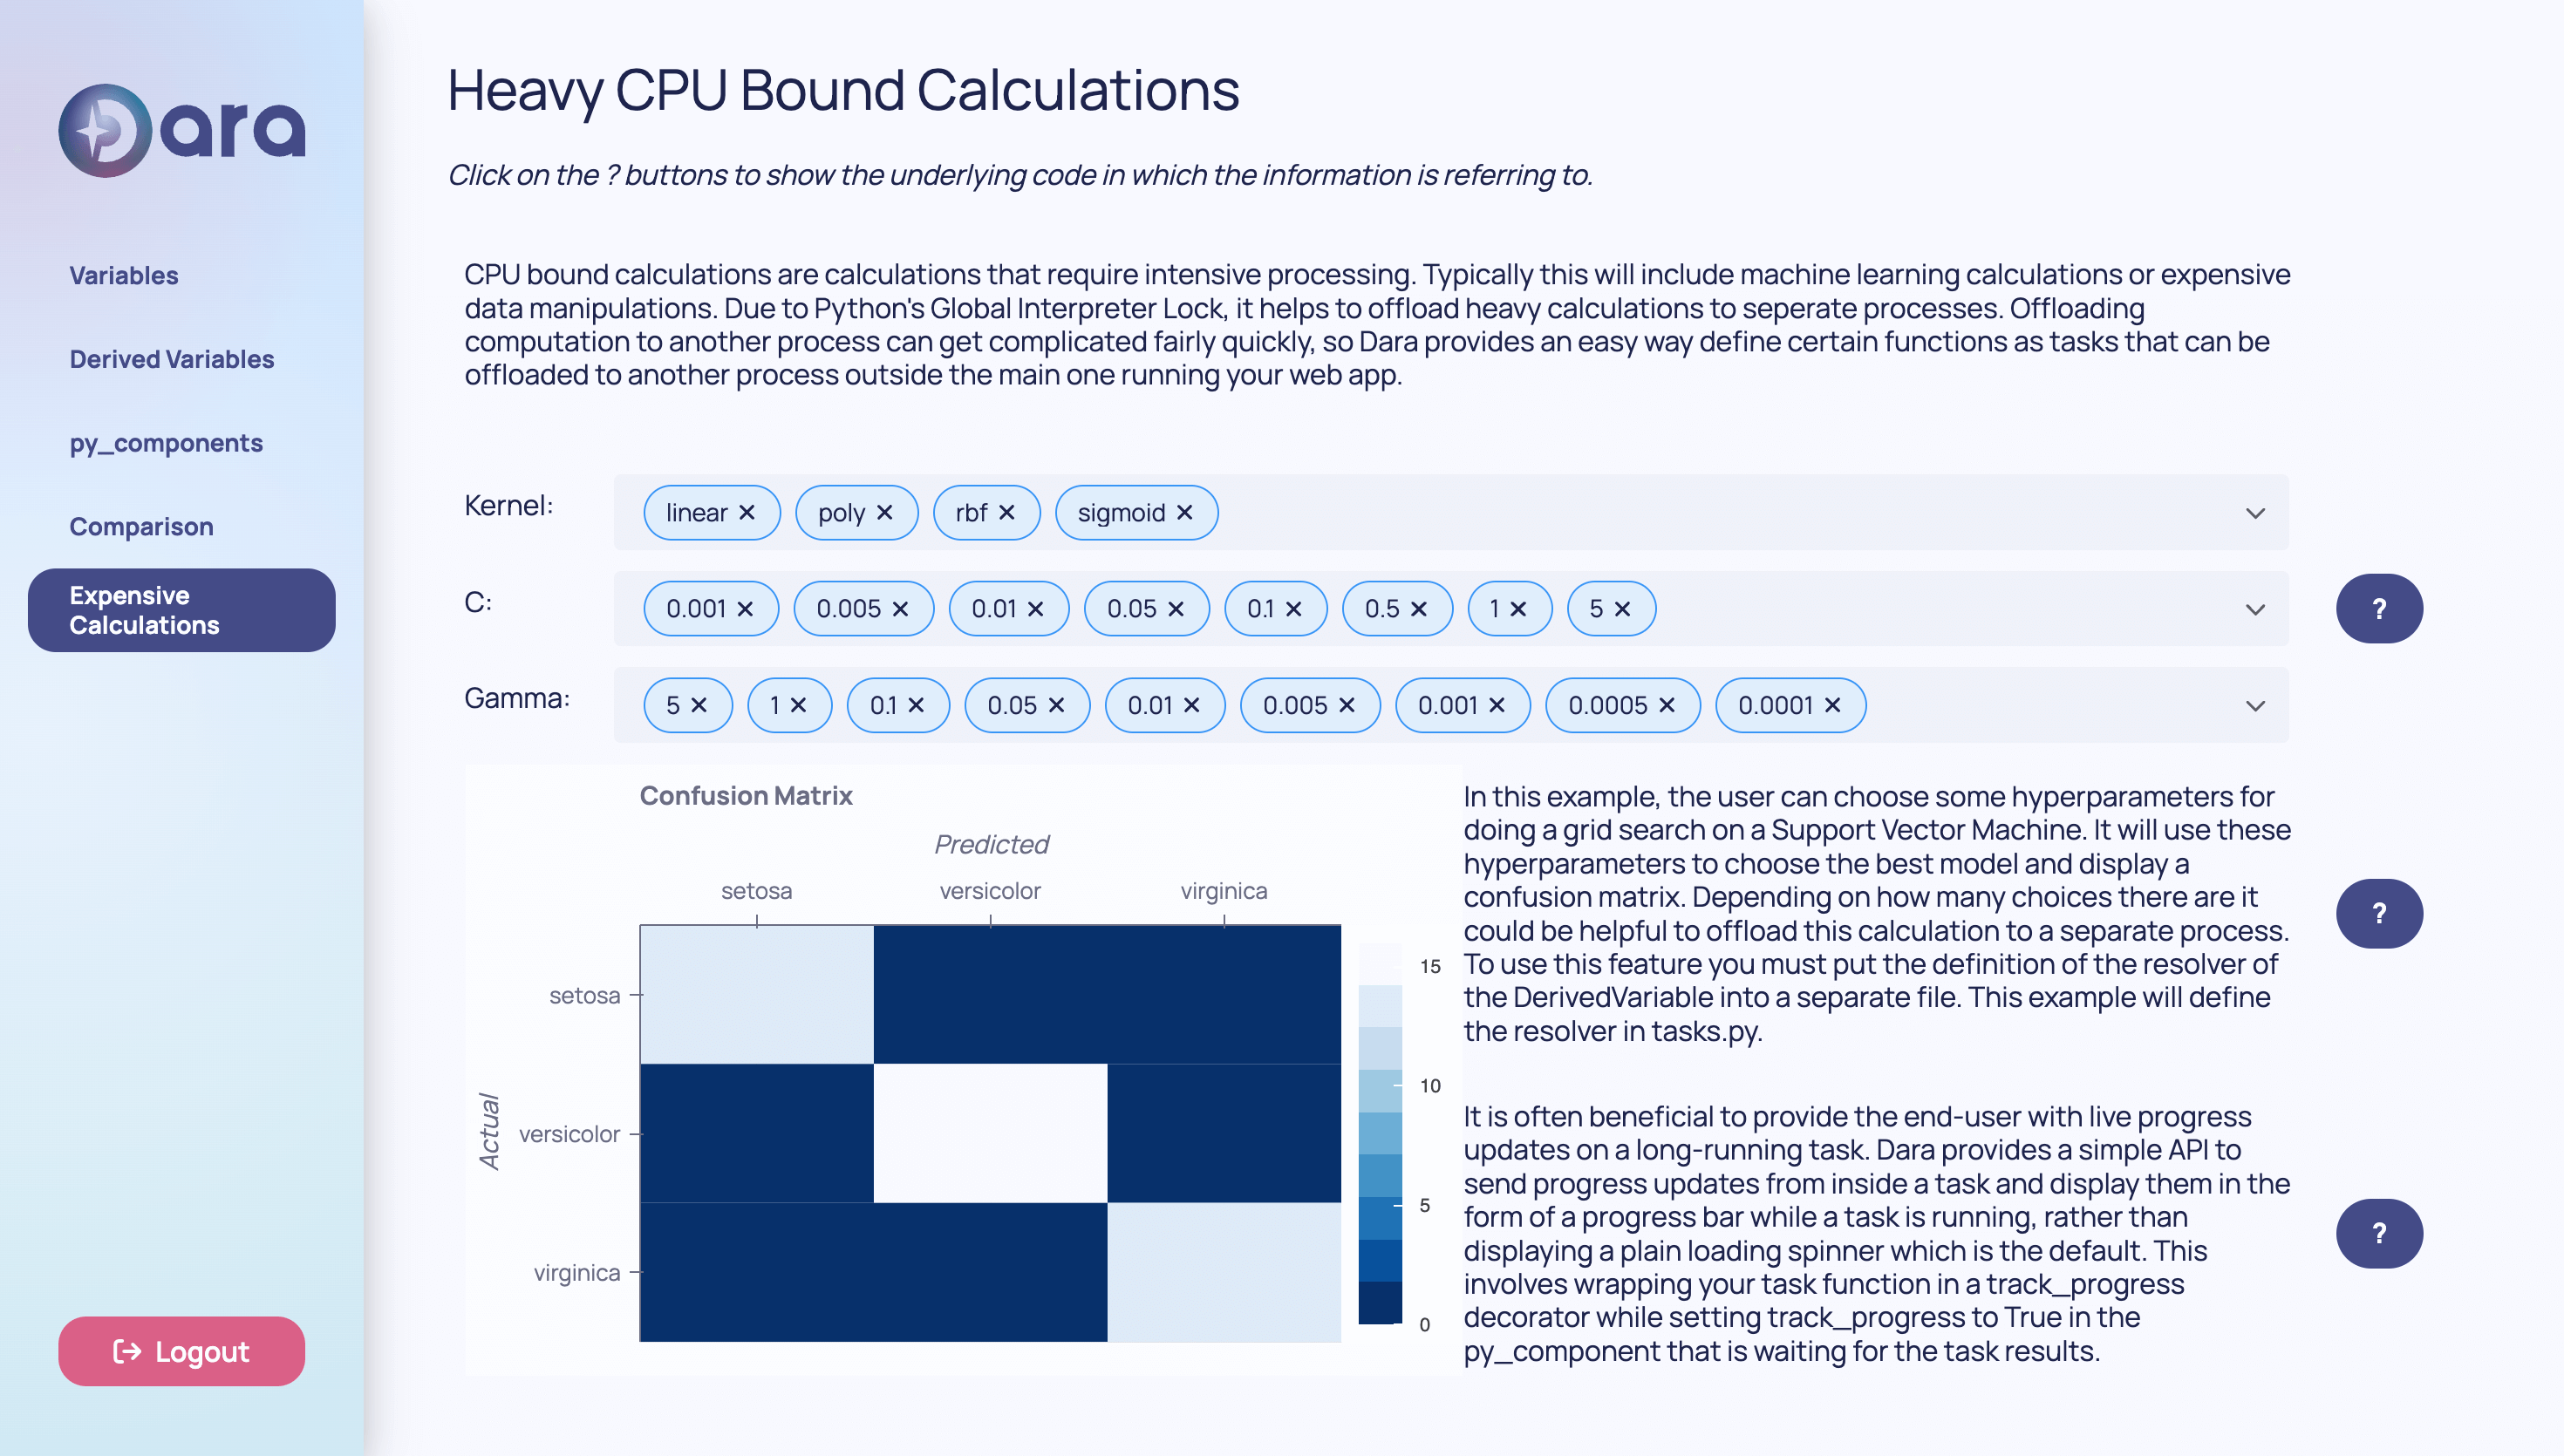 Dara
Variables
Derived Variables
py_components
Comparison
Expensive
Calculations
Logout
Heavy CPU Bound Calculations
Click on the ? buttons to show the underlying code in which the information is referring to.
CPU bound calculations are calculations that require intensive processing. Typically this will include machine learning calculations or expensive
data manipulations. Due to Python's Global Interpreter Lock, it helps to offload heavy calculations to seperate processes. Offloading
computation to another process can get complicated fairly quickly, so Dara provides an easy way define certain functions as tasks that can be
offloaded to another process outside the main one running your web app.
Kernel: linear poly rbf sigmoid
C: 0.001 0.005 0.01 0.05 0.1 0.5 1 5
?
Gamma: 5 1 0.1 0.05 0.01 0.005 0.001 0.0005 0.0001
Confusion Matrix
Predicted
setosa versicolor virginica
Actual
setosa
versicolor
virginica
15
10
5
0
In this example, the user can choose some hyperparameters for
doing a grid search on a Support Vector Machine. It will use these
hyperparameters to choose the best model and display a
confusion matrix. Depending on how many choices there are it
could be helpful to offload this calculation to a separate process.
To use this feature you must put the definition of the resolver of
the DerivedVariable into a separate file. This example will define
the resolver in tasks.py.
?
It is often beneficial to provide the end-user with live progress
updates on a long-running task. Dara provides a simple API to
send progress updates from inside a task and display them in the
form of a progress bar while a task is running, rather than
displaying a plain loading spinner which is the default. This
involves wrapping your task function in a track_progress
decorator while setting track_progress to True in the
py_component that is waiting for the task results.
?